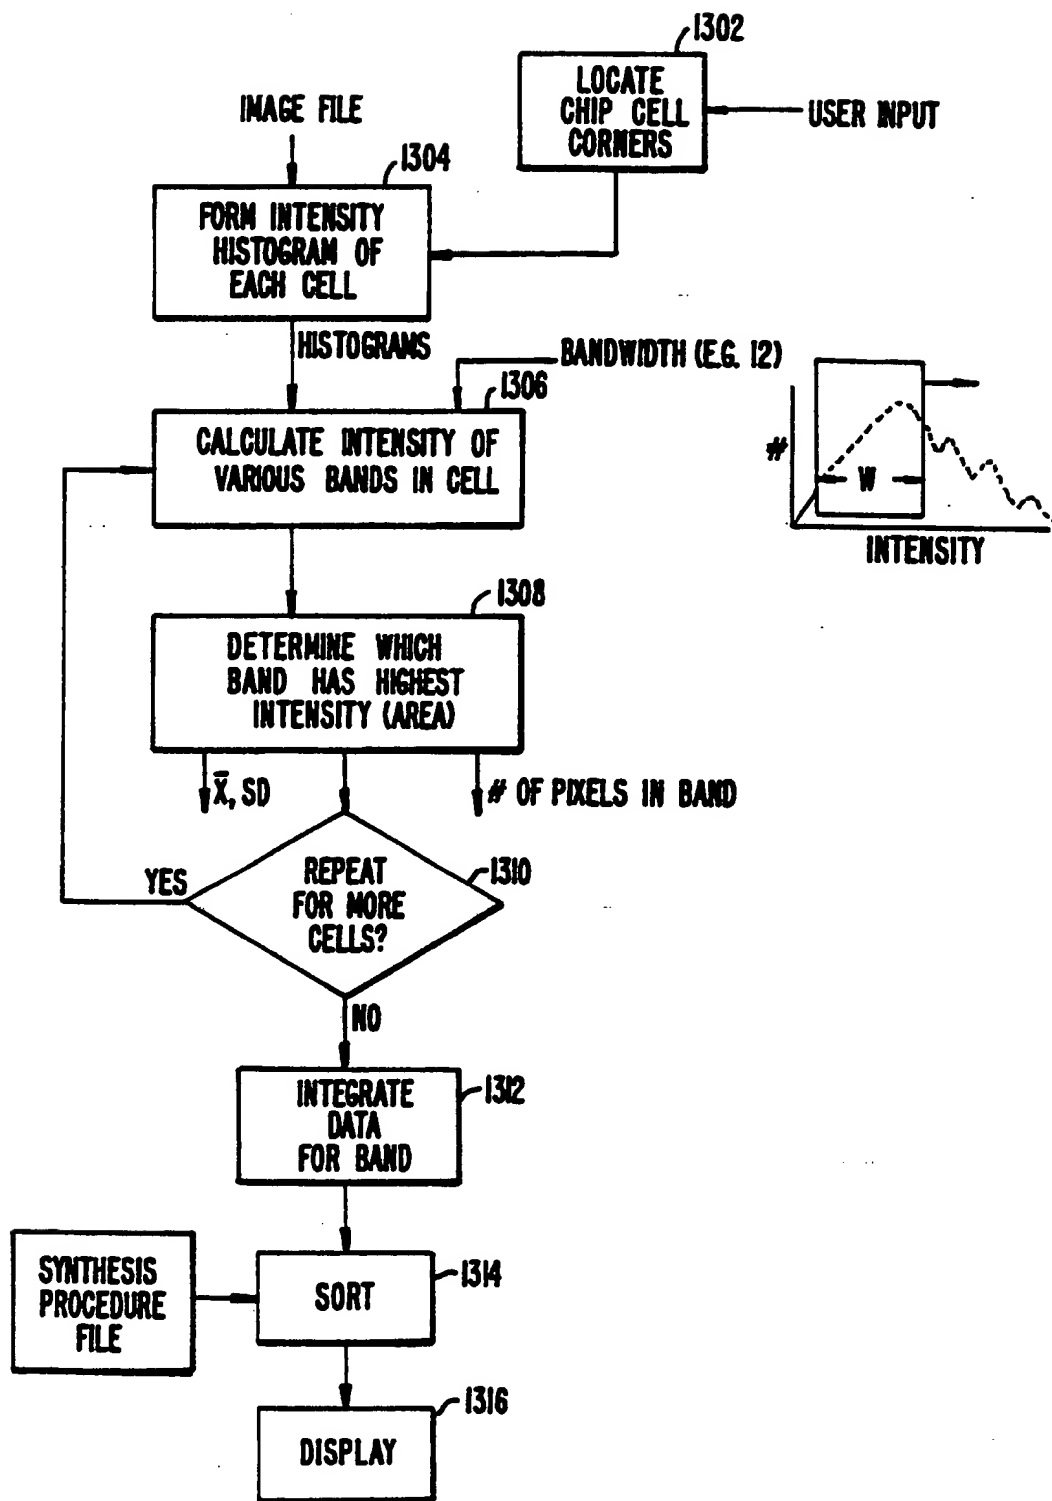 1302
LOCATE
CHIP CELL
CORNERS
USER INPUT
IMAGE FILE
1304
FORM INTENSITY
HISTOGRAM OF
EACH CELL
HISTOGRAMS
BANDWIDTH (E.G. 12)
1306
CALCULATE INTENSITY OF
VARIOUS BANDS IN CELL
#
W
INTENSITY
1308
DETERMINE WHICH
BAND HAS HIGHEST
INTENSITY (AREA)
X̄, SD
# OF PIXELS IN BAND
1310
REPEAT
FOR MORE
CELLS?
YES
NO
1312
INTEGRATE
DATA
FOR BAND
SYNTHESIS
PROCEDURE
FILE
1314
SORT
1316
DISPLAY